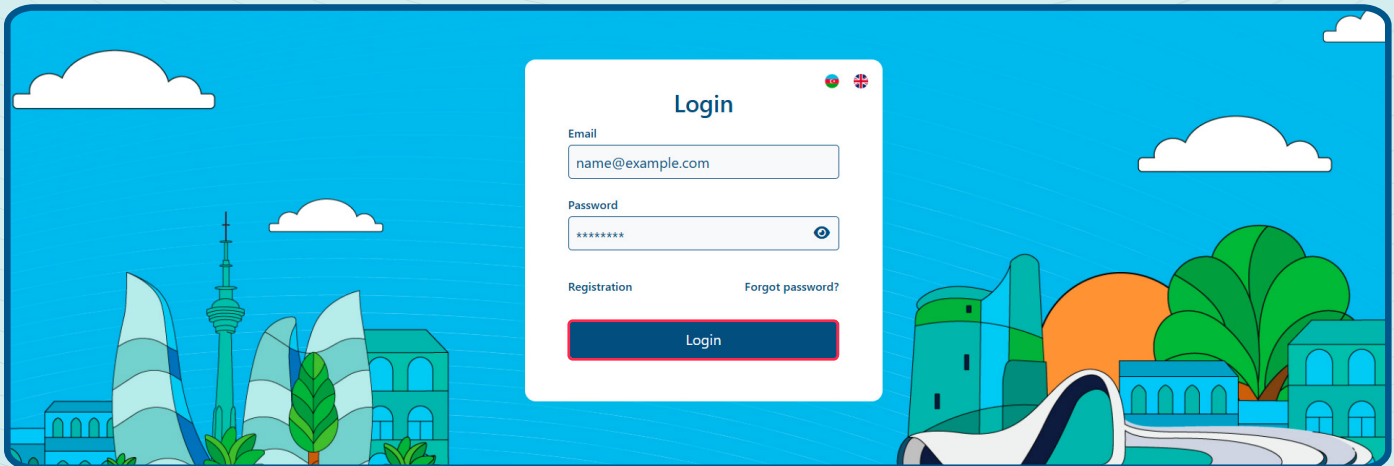 Login
Email
name@example.com
Password
********
Registration Forgot password?
Login